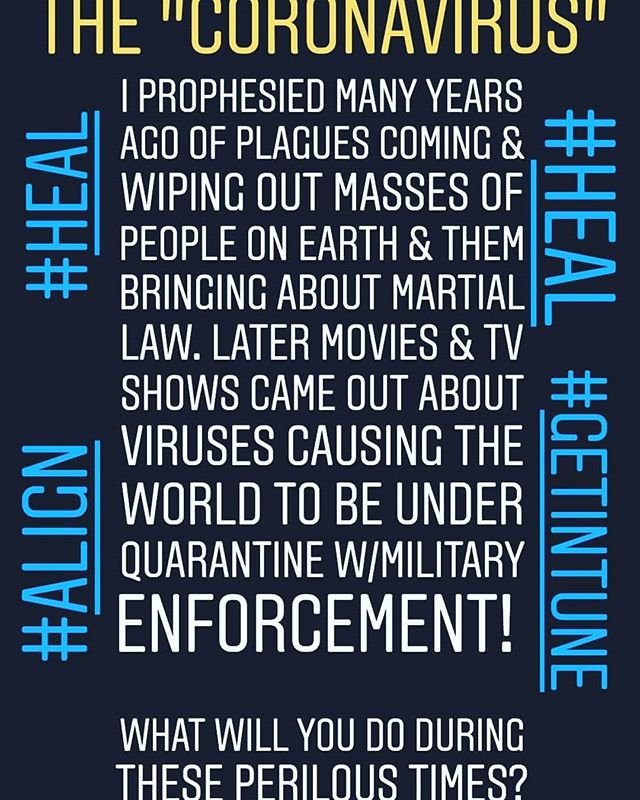 THE "CORONAVIRUS"
I PROPHESIED MANY YEARS
AGO OF PLAGUES COMING &
WIPING OUT MASSES OF
PEOPLE ON EARTH & THEM
BRINGING ABOUT MARTIAL
LAW. LATER MOVIES & TV
SHOWS CAME OUT ABOUT
VIRUSES CAUSING THE
WORLD TO BE UNDER
QUARANTINE W/MILITARY
ENFORCEMENT!
WHAT WILL YOU DO DURING
THESE PERILOUS TIMES?
#HEAL
#ALIGN
#HEAL
#GETINTUNE